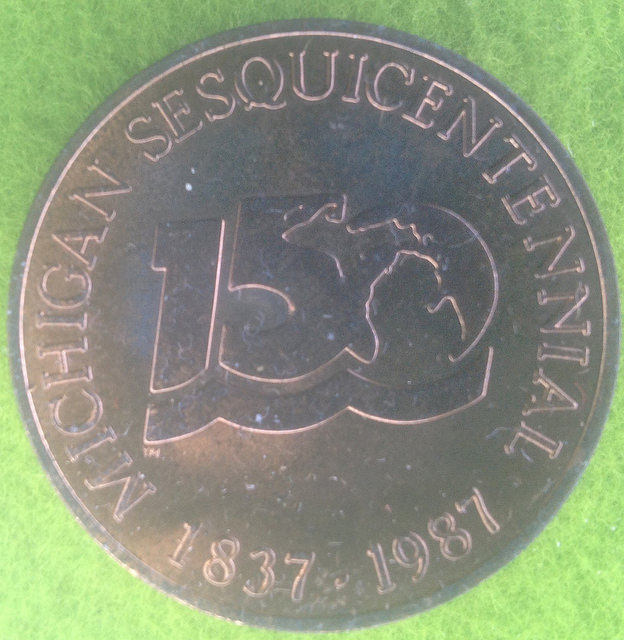 MICHIGAN SESQUICENTENNIAL
150
TM
1837 - 1987